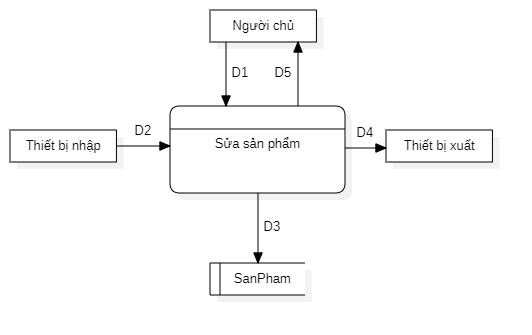 Người chủ
D1
D5
D2
D4
Thiết bị nhập
Sửa sản phẩm
Thiết bị xuất
D3
SanPham